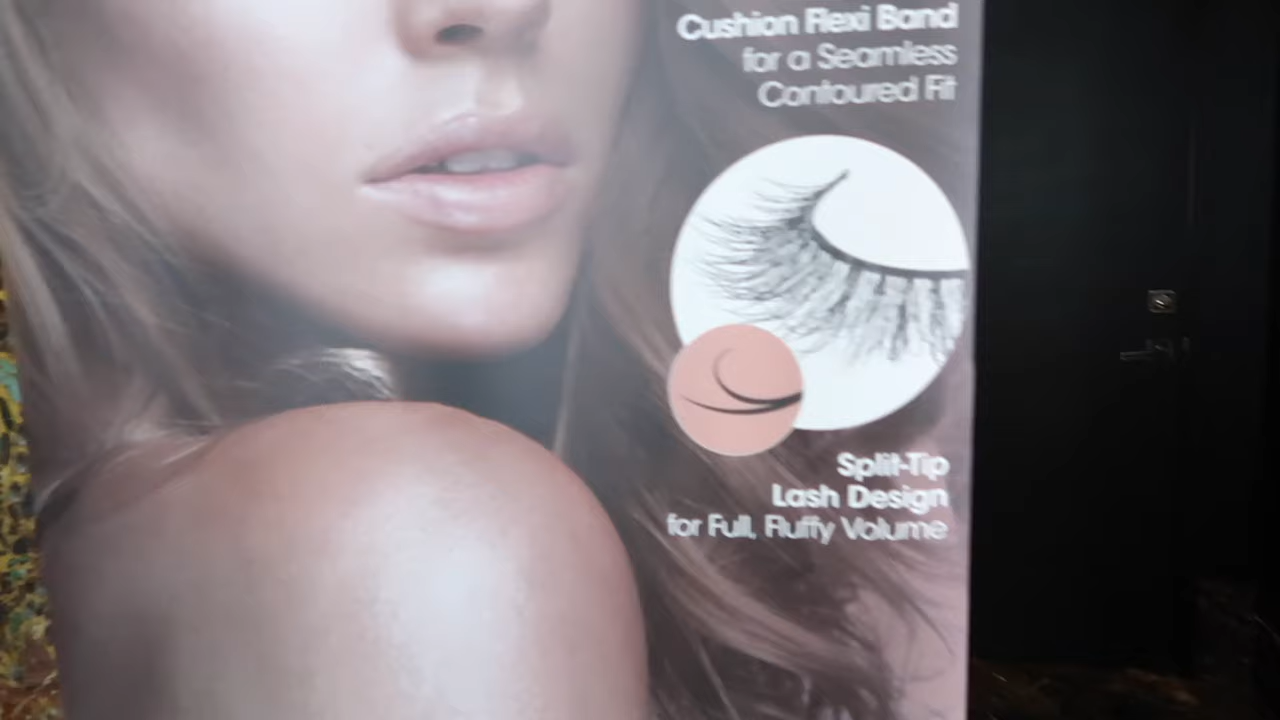 Cushion Flexi Band
for a Seamless
Contoured Fit
Split-Tip
Lash Design
for Full, Fluffy Volume